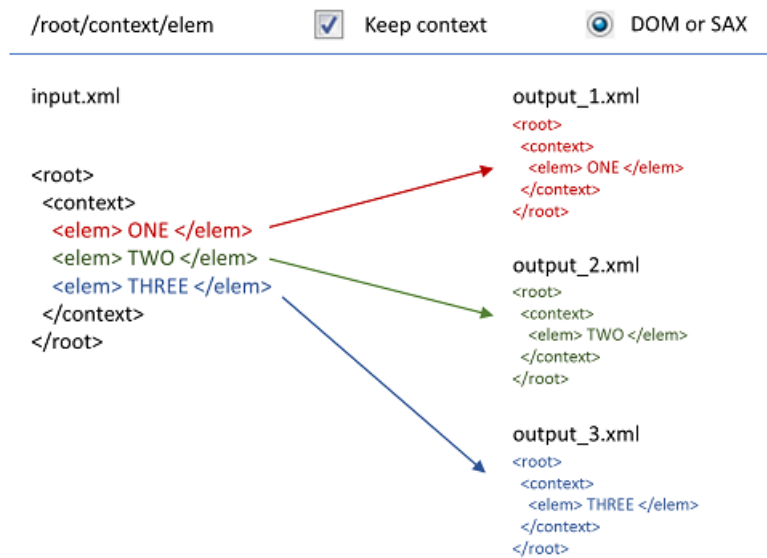 /root/context/elem Keep context DOM or SAX
input.xml
<root>
<context>
<elem> ONE </elem>
<elem> TWO </elem>
<elem> THREE </elem>
</context>
</root>
output_1.xml
<root>
<context>
<elem> ONE </elem>
</context>
</root>
output_2.xml
<root>
<context>
<elem> TWO </elem>
</context>
</root>
output_3.xml
<root>
<context>
<elem> THREE </elem>
</context>
</root>